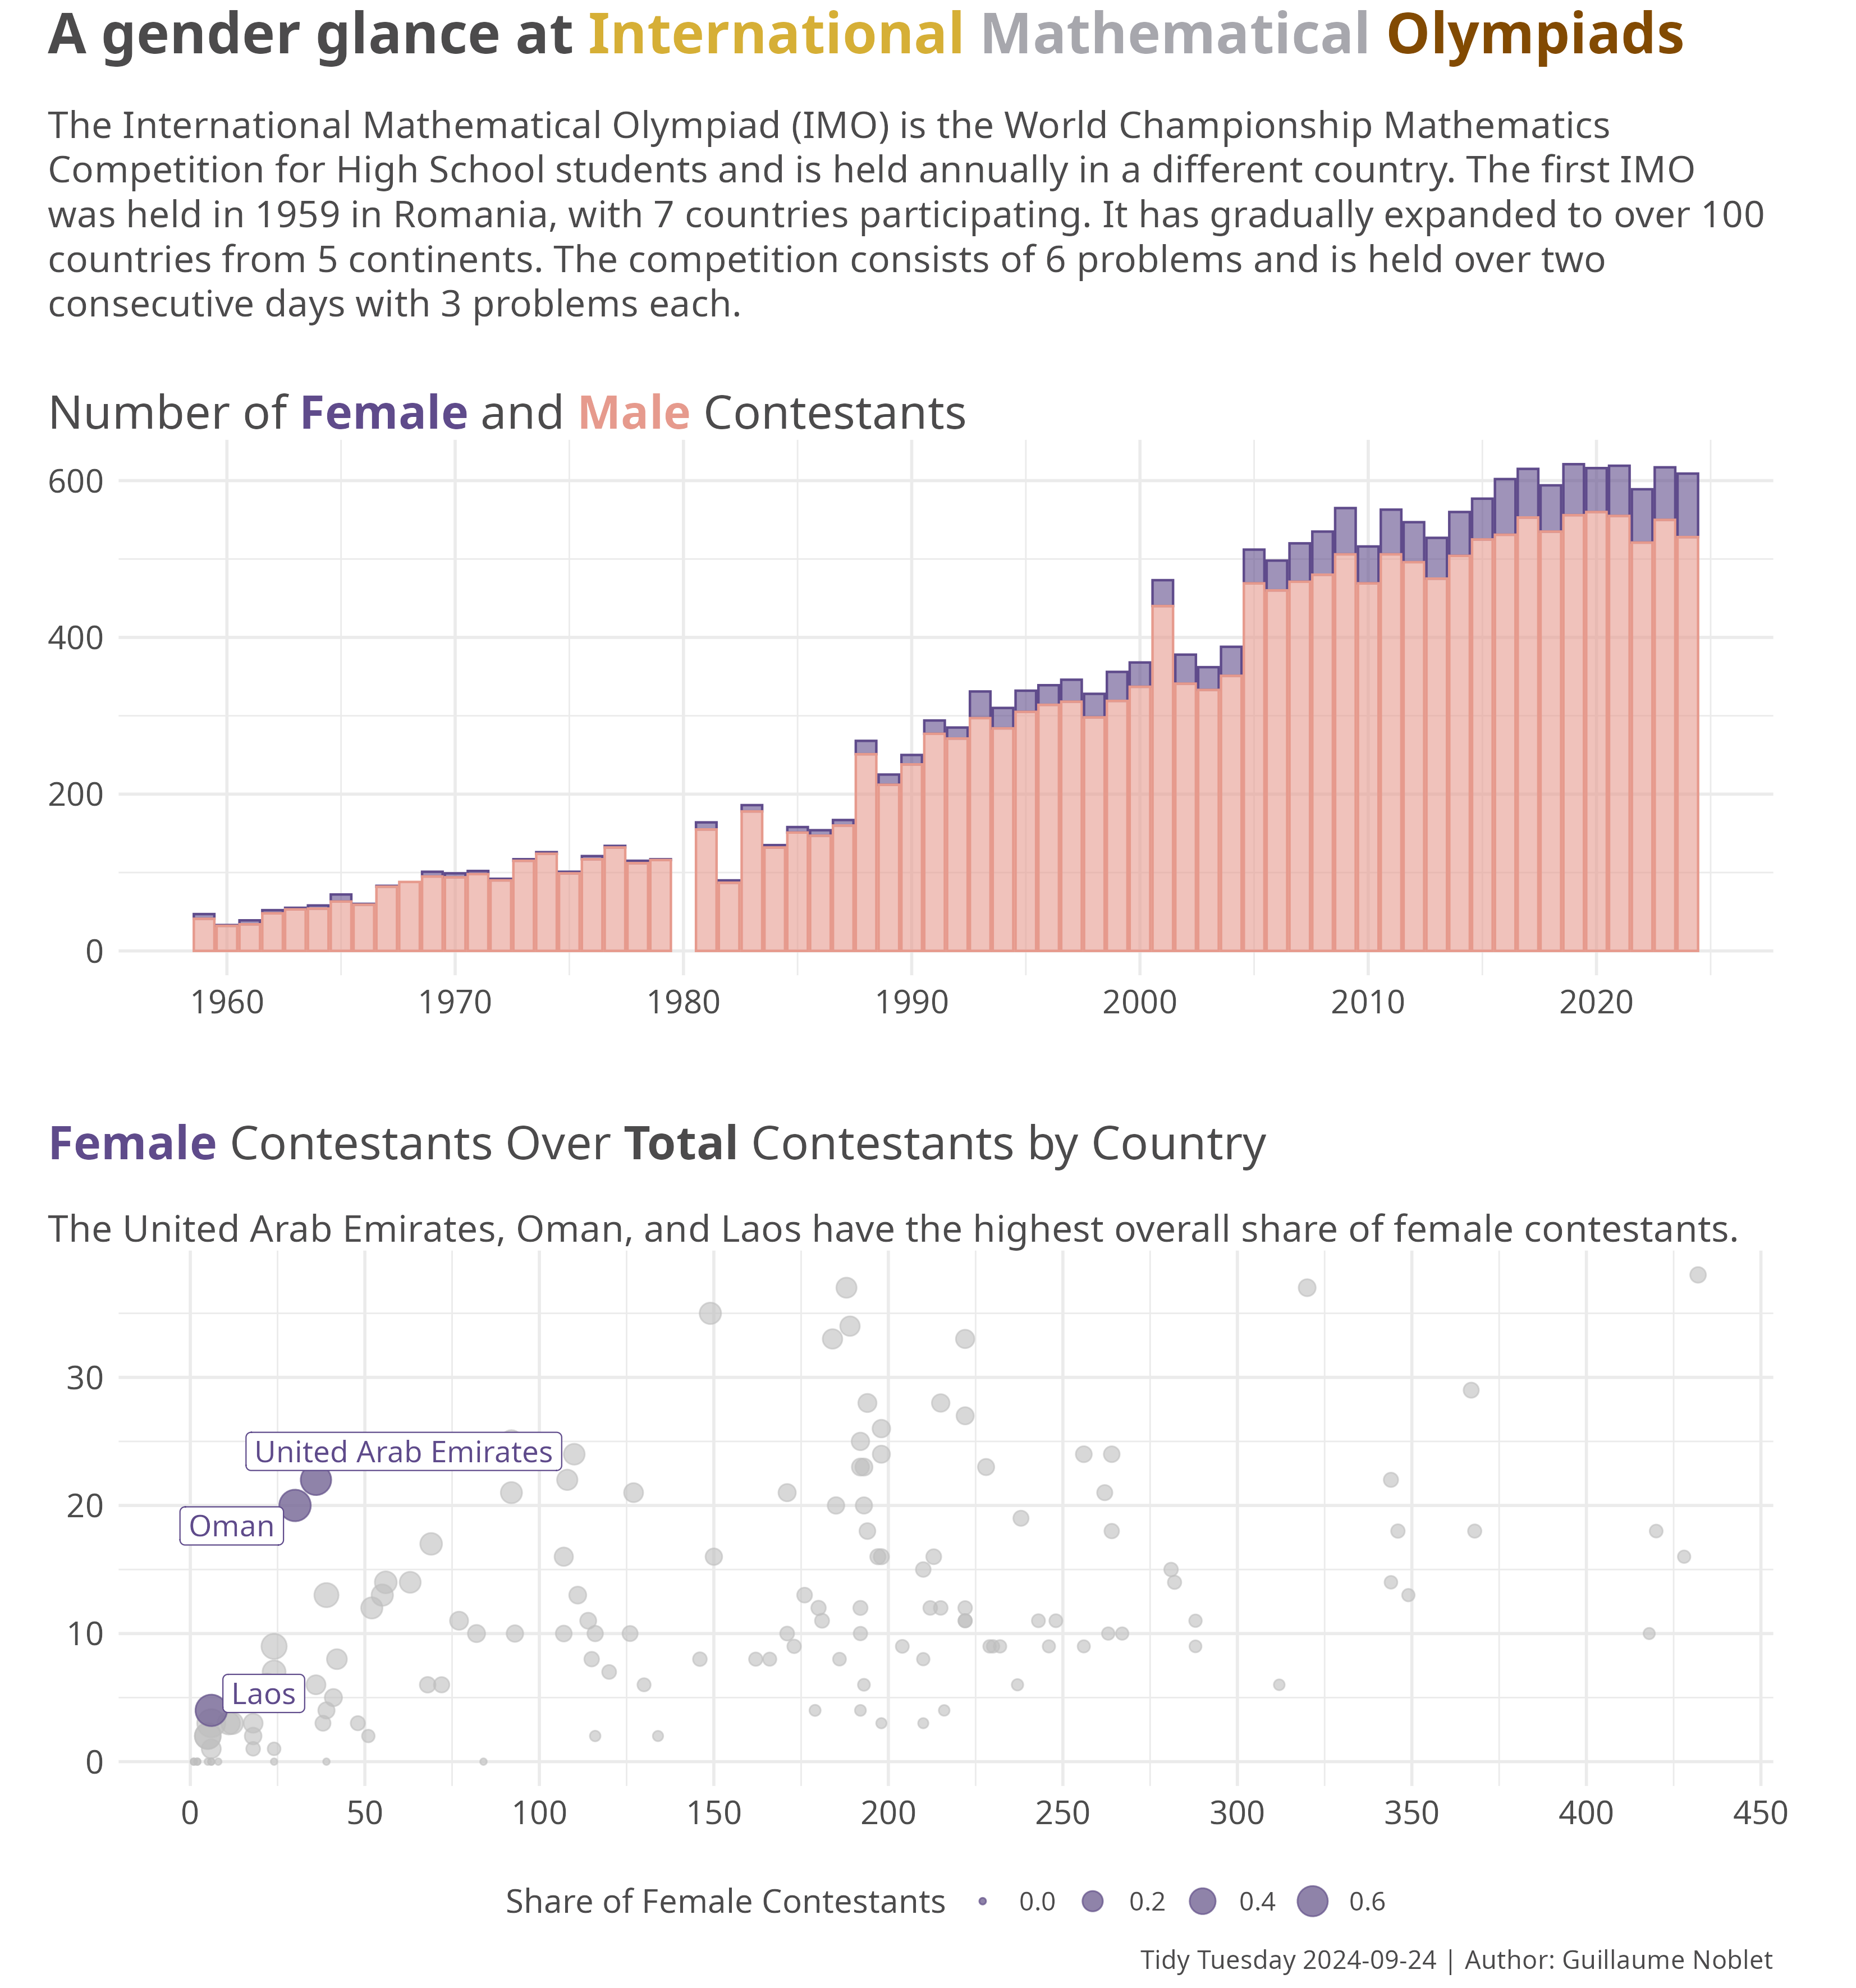 A gender glance at International Mathematical Olympiads
The International Mathematical Olympiad (IMO) is the World Championship Mathematics
Competition for High School students and is held annually in a different country. The first IMO
was held in 1959 in Romania, with 7 countries participating. It has gradually expanded to over 100
countries from 5 continents. The competition consists of 6 problems and is held over two
consecutive days with 3 problems each.
Number of Female and Male Contestants
600
400
200
0
1960 1970 1980 1990 2000 2010 2020
Female Contestants Over Total Contestants by Country
The United Arab Emirates, Oman, and Laos have the highest overall share of female contestants.
30
United Arab Emirates
20
Oman
10
Laos
0
0 50 100 150 200 250 300 350 400 450
Share of Female Contestants 0.0 0.2 0.4 0.6
Tidy Tuesday 2024-09-24 | Author: Guillaume Noblet